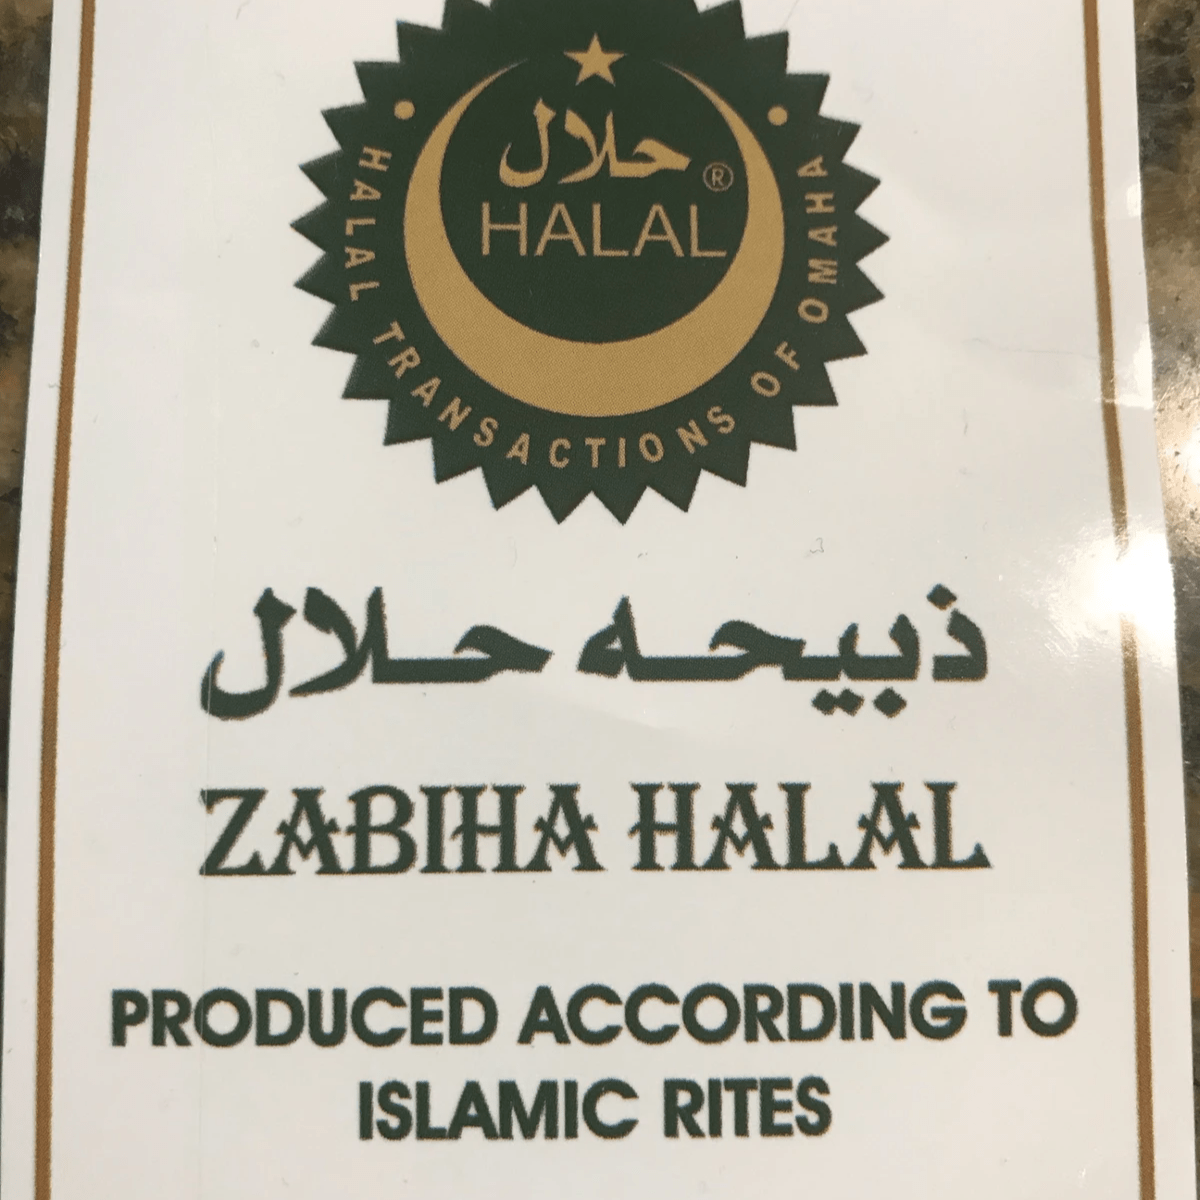 حلال ®
HALAL
HALAL TRANSACTIONS OF OMAHA
ذبيحه حلال
ZABIHA HALAL
PRODUCED ACCORDING TO
ISLAMIC RITES